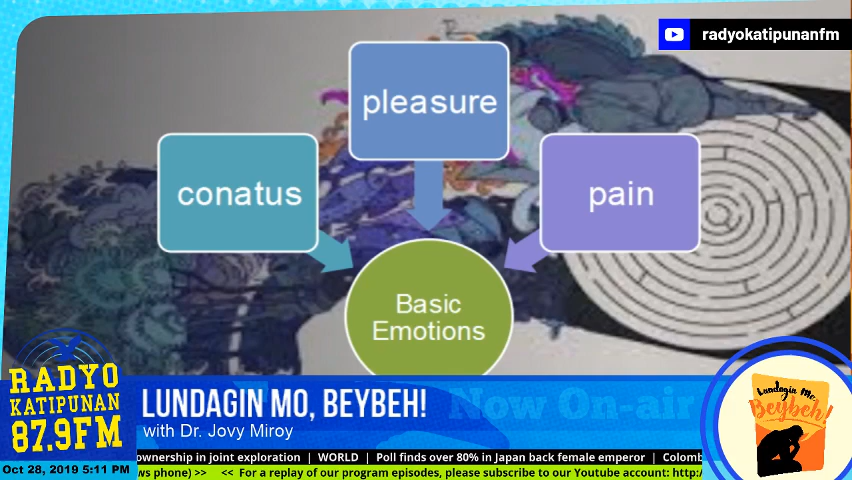 radyokatipunanfm
pleasure
conatus
pain
Basic
Emotions
RADYO
KATIPUNAN
87.9FM
LUNDAGIN MO, BEYBEH!
with Dr. Jovy Miroy
Now On-air
Lundagin Mo,
Beybeh!
Oct 28, 2019 5:11 PM
ownership in joint exploration | WORLD | Poll finds over 80% in Japan back female emperor | Colomb
ws phone) >> << For a replay of our program episodes, please subscribe to our Youtube account: http:/